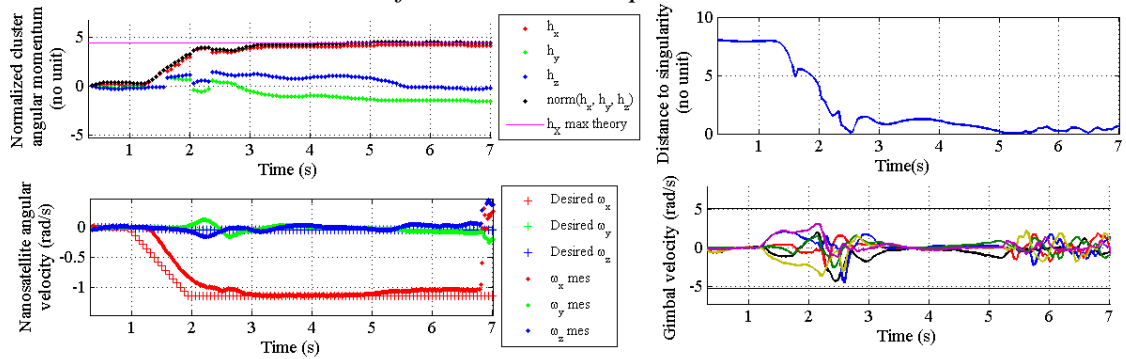 Normalized cluster
angular momentum
(no unit)
5
0
-5
1 2 3 4 5 6 7
Time (s)
h_x
h_y
h_z
norm(h_x, h_y, h_z)
h_X max theory
Distance to singularity
(no unit)
10
5
0
1 2 3 4 5 6 7
Time(s)
Nanosatellite angular
velocity (rad/s)
0
-0.5
-1
1 2 3 4 5 6 7
Time (s)
Desired ω_x
Desired ω_y
Desired ω_z
ω_x mes
ω_y mes
ω_z mes
Gimbal velocity (rad/s)
5
0
-5
1 2 3 4 5 6 7
Time (s)